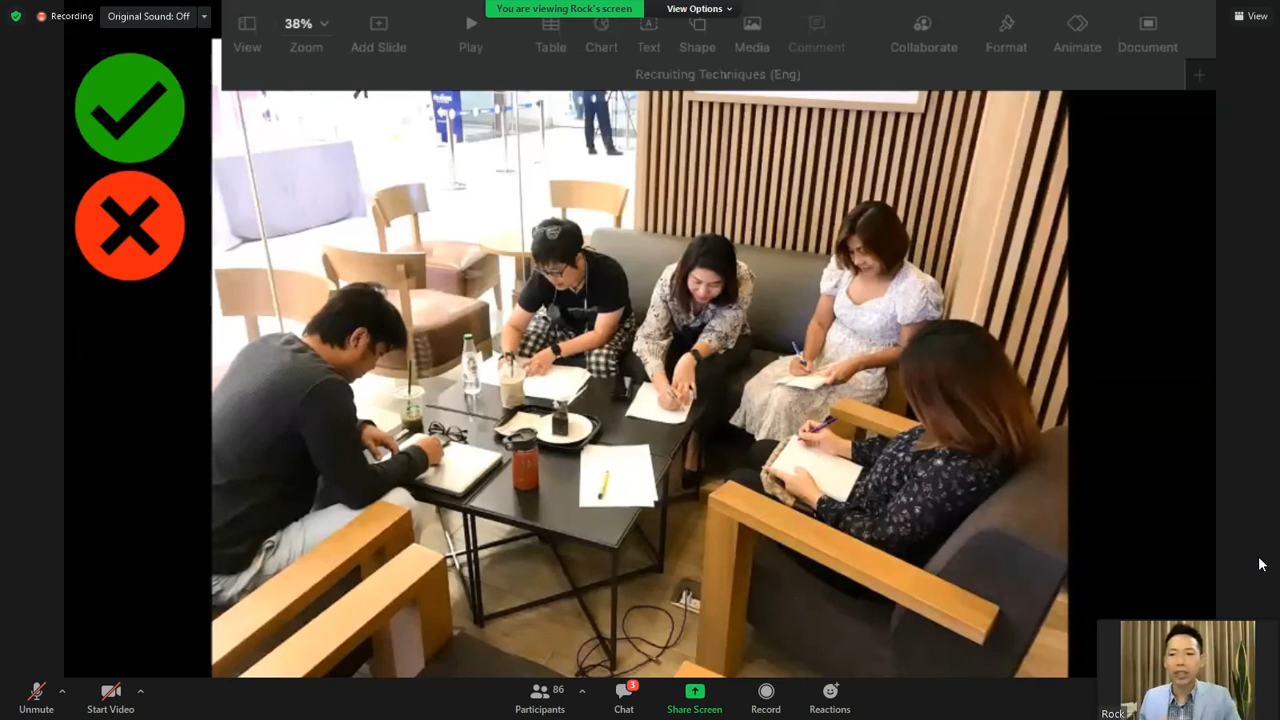 Recording
Original Sound: Off
You are viewing Rock's screen
View Options
View
38%
View
Zoom
Add Slide
Play
Table
Chart
Text
Shape
Media
Comment
Collaborate
Format
Animate
Document
Recruiting Techniques (Eng)
Rock
Unmute
Start Video
86
Participants
3
Chat
Share Screen
Record
Reactions